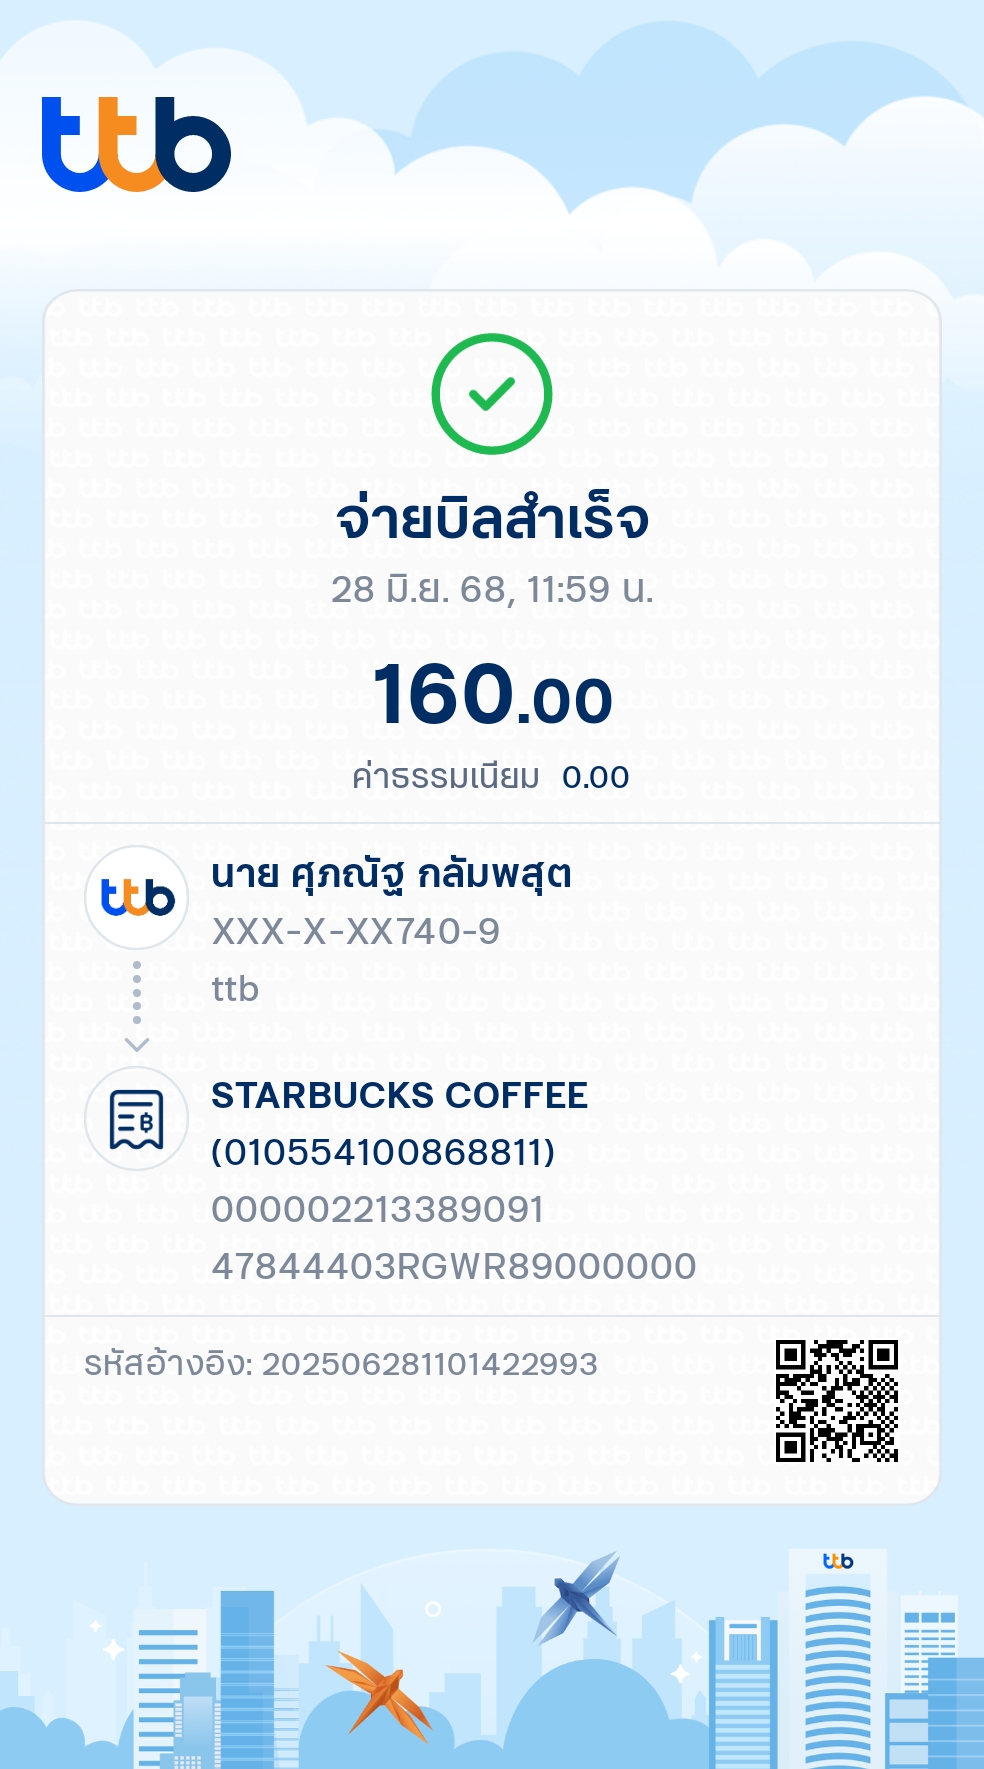 ttb
จ่ายบิลสำเร็จ
28 มิ.ย. 68, 11:59 น.
160.00
ค่าธรรมเนียม 0.00
ttb
นาย ศุภณัฐ กลัมพสุต
XXX-X-XX740-9
ttb
STARBUCKS COFFEE
(010554100868811)
000002213389091
47844403RGWR89000000
รหัสอ้างอิง: 202506281101422993
ttb